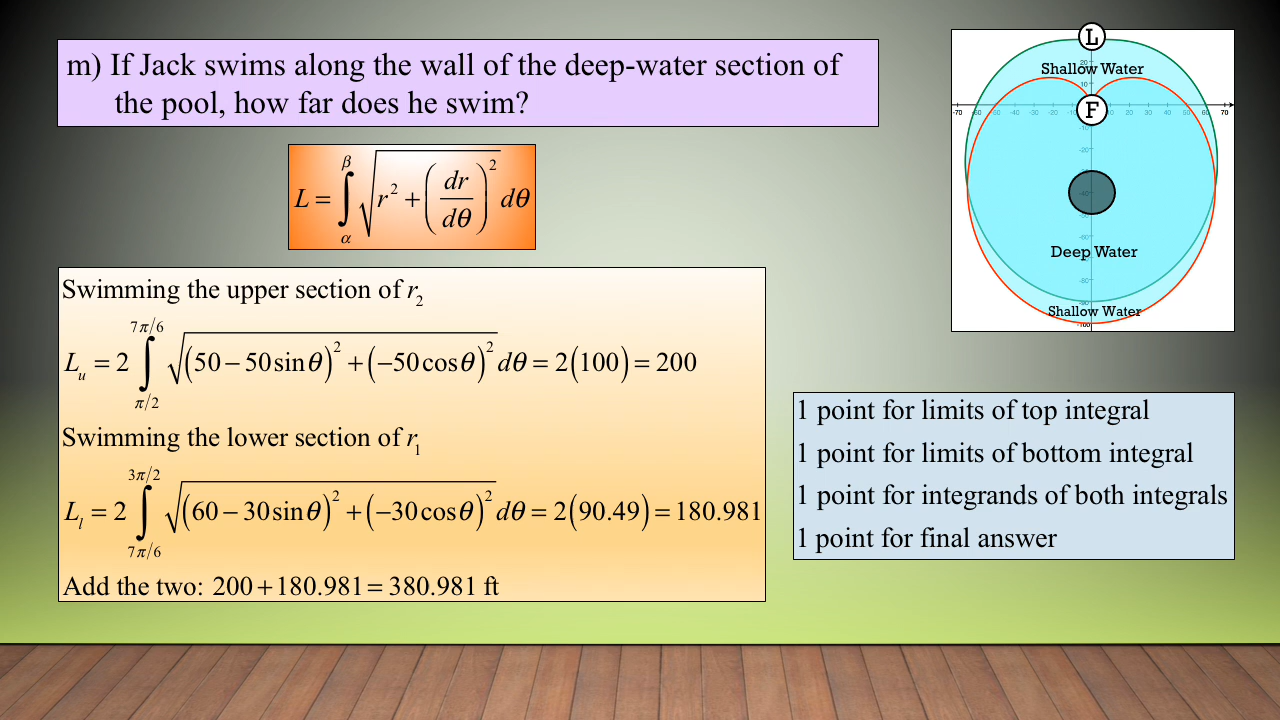 m) If Jack swims along the wall of the deep-water section of
the pool, how far does he swim?
L = ∫_α^β √(r² + (dr/dθ)²) dθ
Swimming the upper section of r₂
L_u = 2 ∫_{π/2}^{7π/6} √((50 − 50 sin θ)² + (−50 cos θ)²) dθ = 2(100) = 200
Swimming the lower section of r₁
L_l = 2 ∫_{7π/6}^{3π/2} √((60 − 30 sin θ)² + (−30 cos θ)²) dθ = 2(90.49) = 180.981
Add the two: 200 + 180.981 = 380.981 ft
L
Shallow Water
F
Deep Water
Shallow Water
1 point for limits of top integral
1 point for limits of bottom integral
1 point for integrands of both integrals
1 point for final answer